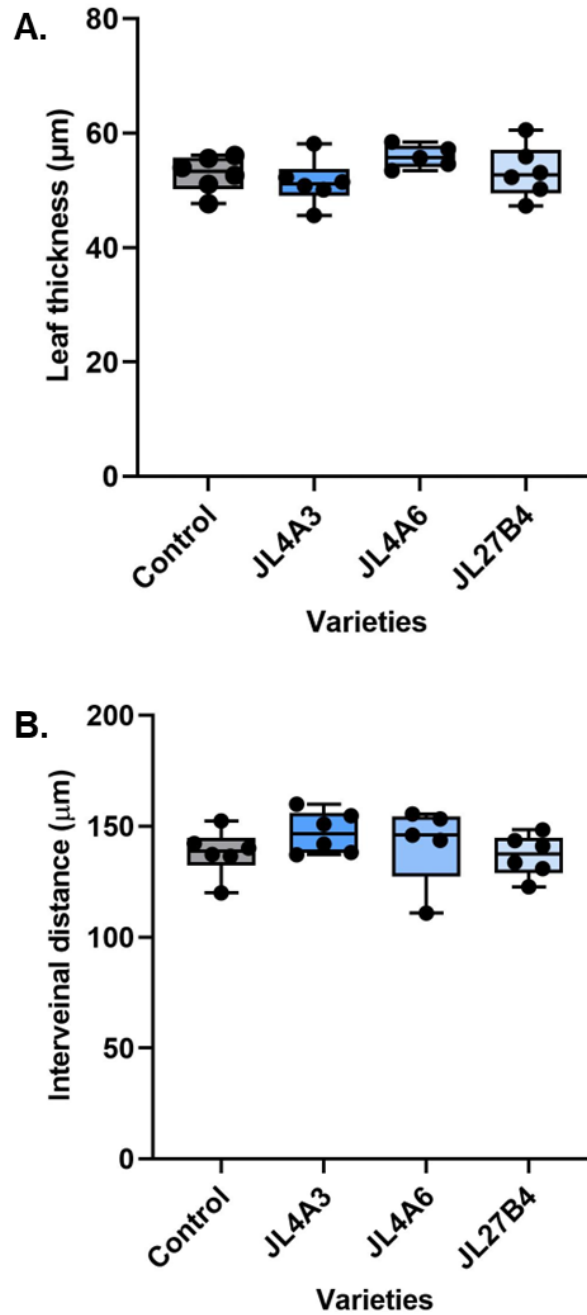 A.
Leaf thickness (μm)
80
60
40
20
0
Control
JL4A3
JL4A6
JL27B4
Varieties
B.
Interveinal distance (μm)
200
150
100
50
0
Control
JL4A3
JL4A6
JL27B4
Varieties